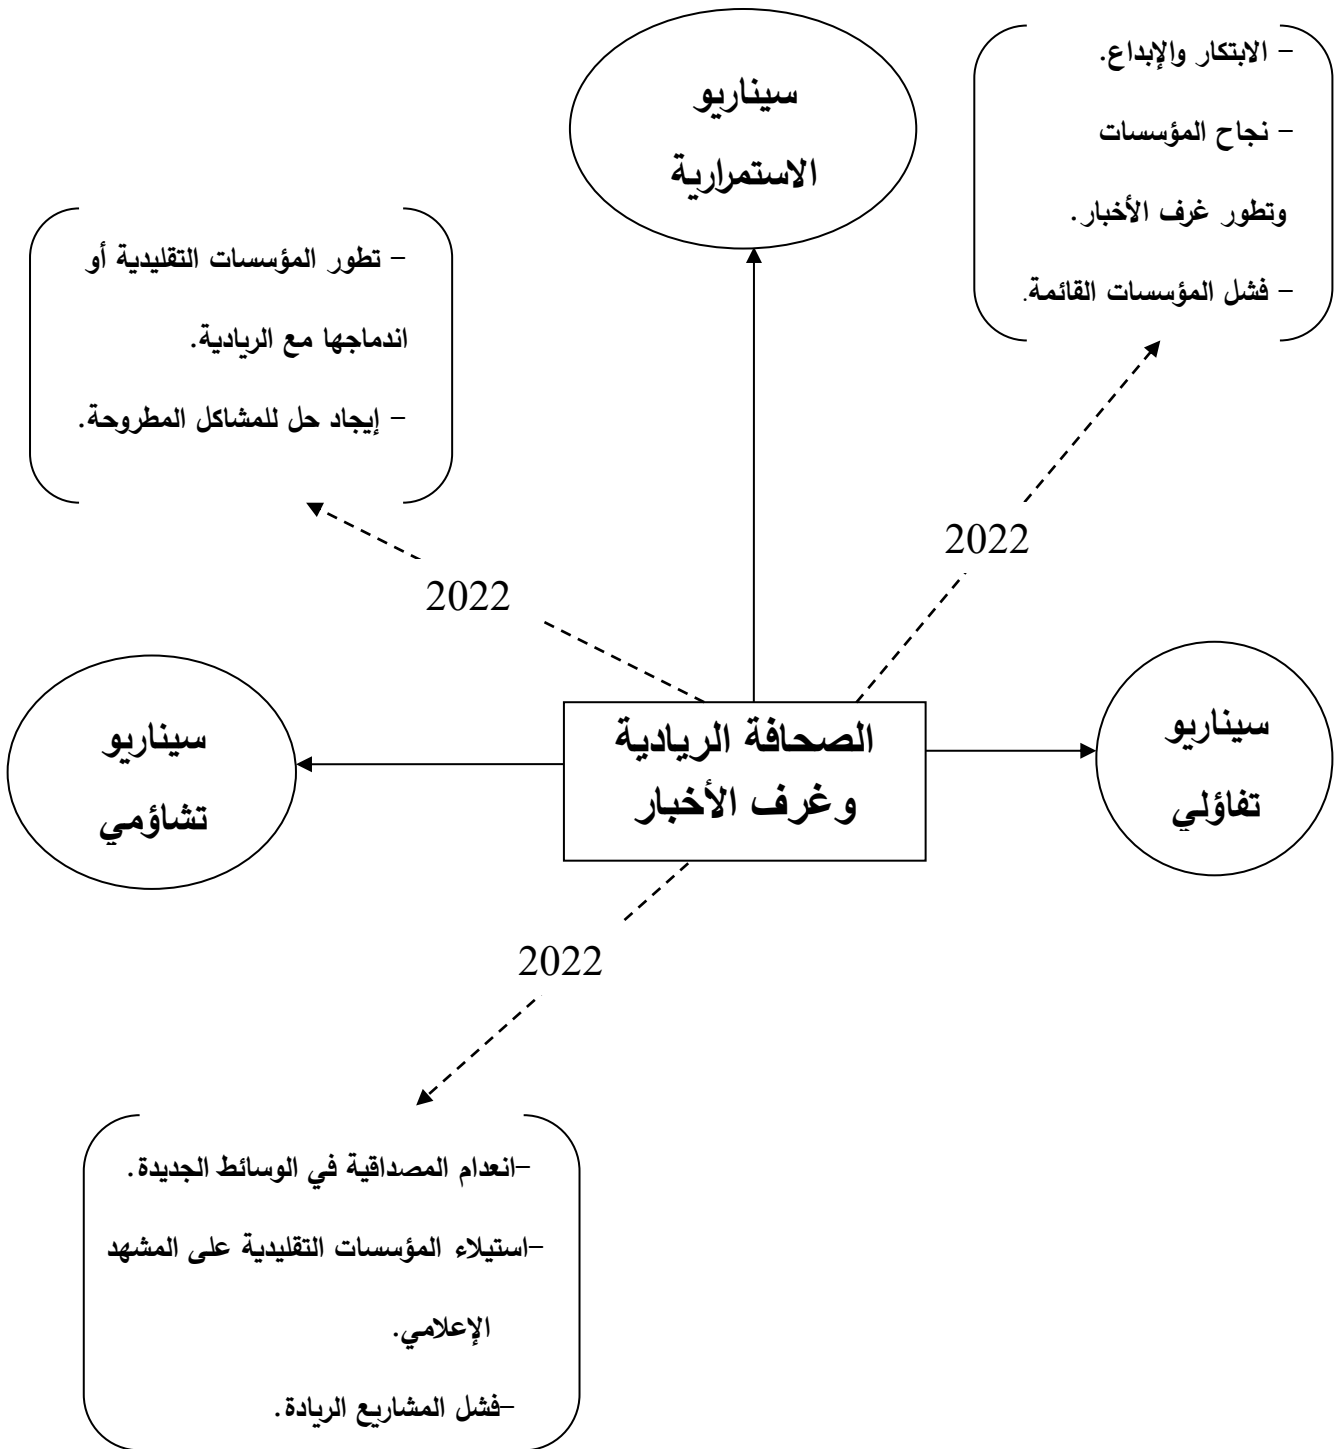 سيناريو
الاستمرارية
– الابتكار والإبداع.
– نجاح المؤسسات
وتطور غرف الأخبار.
– فشل المؤسسات القائمة.
– تطور المؤسسات التقليدية أو
اندماجها مع الريادية.
– إيجاد حل للمشاكل المطروحة.
2022
2022
سيناريو
تفاؤلي
الصحافة الريادية
وغرف الأخبار
سيناريو
تشاؤمي
2022
–انعدام المصداقية في الوسائط الجديدة.
–استيلاء المؤسسات التقليدية على المشهد
الإعلامي.
–فشل المشاريع الريادة.